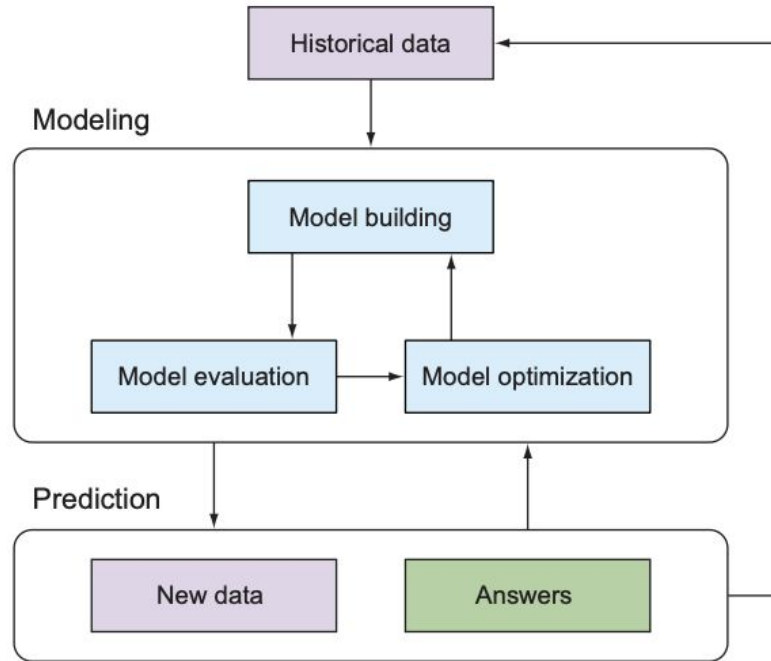 Historical data
Modeling
Model building
Model evaluation
Model optimization
Prediction
New data
Answers